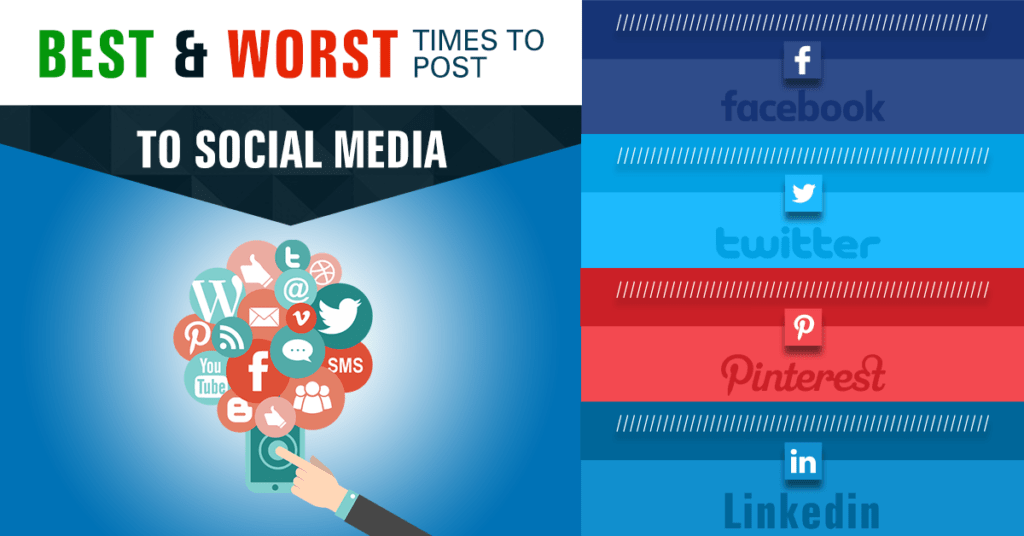 BEST & WORST TIMES TO POST
TO SOCIAL MEDIA
t
W
@
V
P
You
Tube
f
SMS
B
f
facebook
twitter
P
Pinterest
in
Linkedin